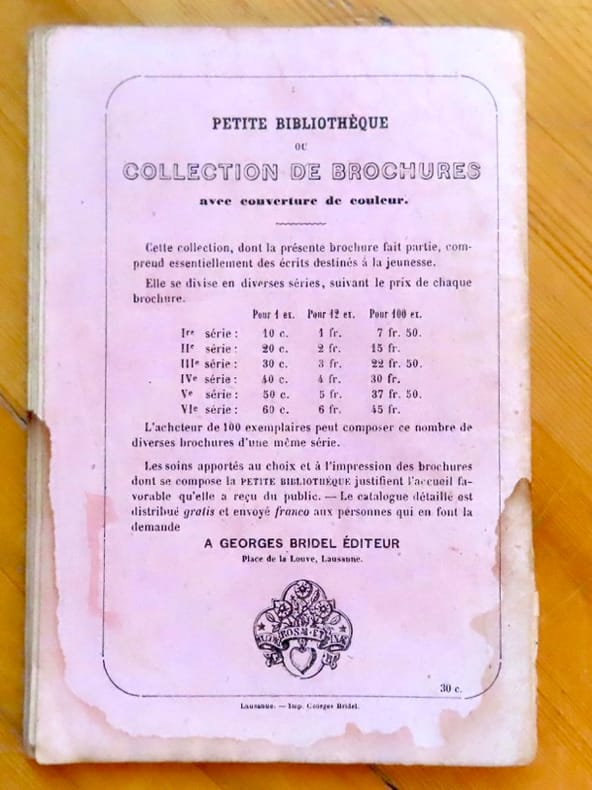 PETITE BIBLIOTHÈQUE
OU
COLLECTION DE BROCHURES
avec couverture de couleur.
Cette collection, dont la présente brochure fait partie, com-
prend essentiellement des écrits destinés à la jeunesse.
Elle se divise en diverses séries, suivant le prix de chaque
brochure.
Pour 1 ex. Pour 12 ex. Pour 100 ex.
Ire série : 10 c. 1 fr. 7 fr. 50.
IIe série : 20 c. 2 fr. 15 fr.
IIIe série : 30 c. 3 fr. 22 fr. 50.
IVe série : 40 c. 4 fr. 30 fr.
Ve série : 50 c. 5 fr. 37 fr. 50.
VIe série : 60 c. 6 fr. 45 fr.
L'acheteur de 100 exemplaires peut composer ce nombre de
diverses brochures d'une même série.
Les soins apportés au choix et à l'impression des brochures
dont se compose la PETITE BIBLIOTHÈQUE justifient l'accueil fa-
vorable qu'elle a reçu du public. — Le catalogue détaillé est
distribué gratis et envoyé franco aux personnes qui en font la
demande
A GEORGES BRIDEL ÉDITEUR
Place de la Louve, Lausanne.
30 c.
Lausanne. — Imp. Georges Bridel.